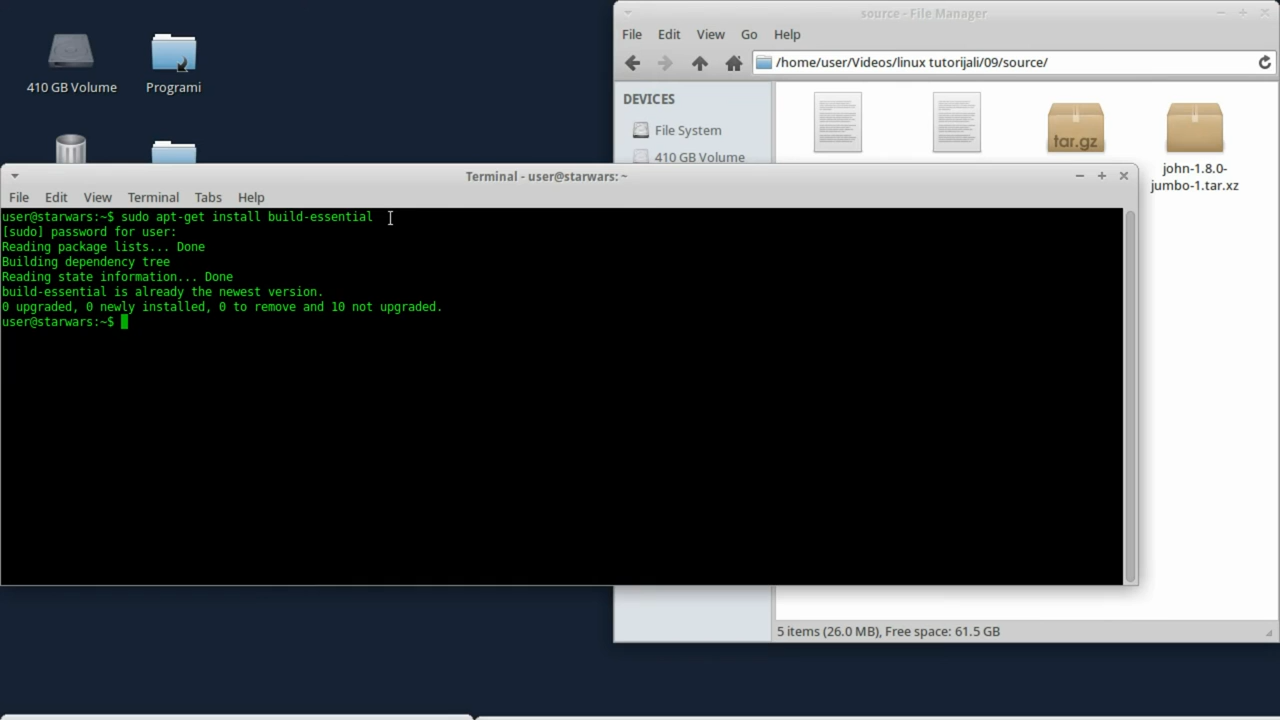 410 GB Volume
Programi
source - File Manager
File Edit View Go Help
/home/user/Videos/linux tutorijali/09/source/
DEVICES
File System
410 GB Volume
tar.gz
john-1.8.0-
jumbo-1.tar.xz
Terminal - user@starwars: ~
File Edit View Terminal Tabs Help
user@starwars:~$ sudo apt-get install build-essential
[sudo] password for user:
Reading package lists... Done
Building dependency tree
Reading state information... Done
build-essential is already the newest version.
0 upgraded, 0 newly installed, 0 to remove and 10 not upgraded.
user@starwars:~$
5 items (26.0 MB), Free space: 61.5 GB